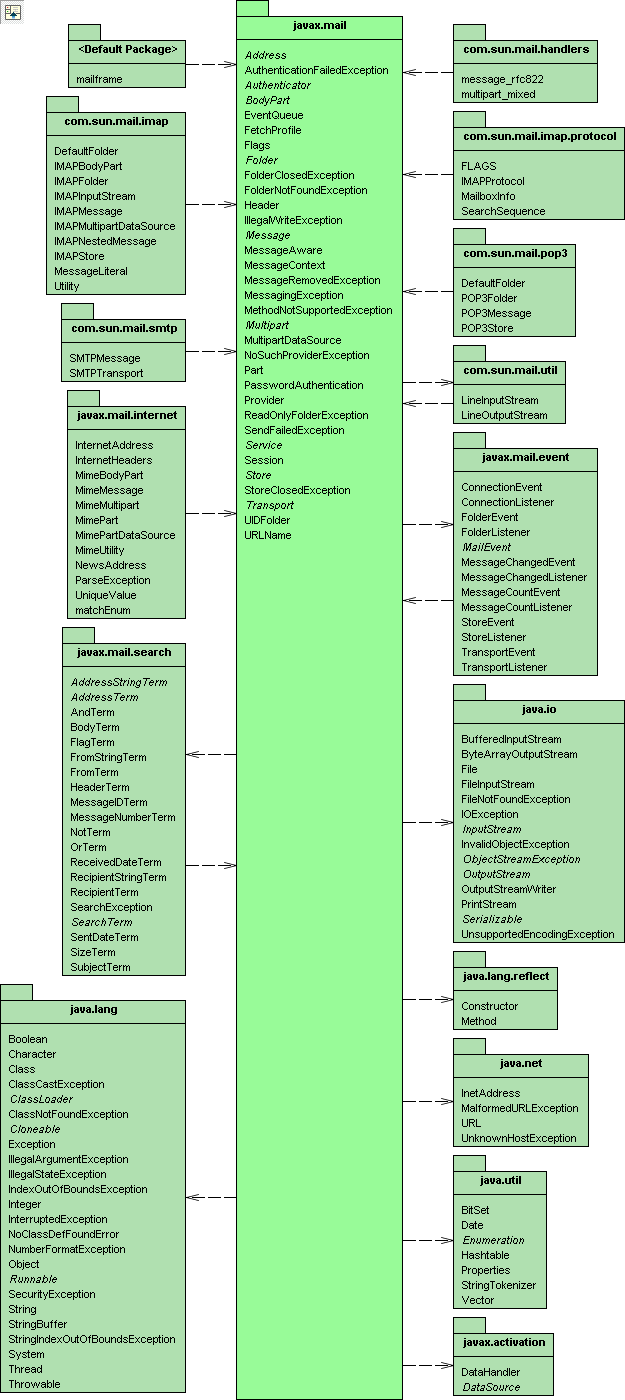 javax.mail
Address
AuthenticationFailedException
Authenticator
BodyPart
EventQueue
FetchProfile
Flags
Folder
FolderClosedException
FolderNotFoundException
Header
IllegalWriteException
Message
MessageAware
MessageContext
MessageRemovedException
MessagingException
MethodNotSupportedException
Multipart
MultipartDataSource
NoSuchProviderException
Part
PasswordAuthentication
Provider
ReadOnlyFolderException
SendFailedException
Service
Session
Store
StoreClosedException
Transport
UIDFolder
URLName
<Default Package>
mailframe
com.sun.mail.imap
DefaultFolder
IMAPBodyPart
IMAPFolder
IMAPInputStream
IMAPMessage
IMAPMultipartDataSource
IMAPNestedMessage
IMAPStore
MessageLiteral
Utility
com.sun.mail.smtp
SMTPMessage
SMTPTransport
javax.mail.internet
InternetAddress
InternetHeaders
MimeBodyPart
MimeMessage
MimeMultipart
MimePart
MimePartDataSource
MimeUtility
NewsAddress
ParseException
UniqueValue
matchEnum
javax.mail.search
AddressStringTerm
AddressTerm
AndTerm
BodyTerm
FlagTerm
FromStringTerm
FromTerm
HeaderTerm
MessageIDTerm
MessageNumberTerm
NotTerm
OrTerm
ReceivedDateTerm
RecipientStringTerm
RecipientTerm
SearchException
SearchTerm
SentDateTerm
SizeTerm
SubjectTerm
java.lang
Boolean
Character
Class
ClassCastException
ClassLoader
ClassNotFoundException
Cloneable
Exception
IllegalArgumentException
IllegalStateException
IndexOutOfBoundsException
Integer
InterruptedException
NoClassDefFoundError
NumberFormatException
Object
Runnable
SecurityException
String
StringBuffer
StringIndexOutOfBoundsException
System
Thread
Throwable
com.sun.mail.handlers
message_rfc822
multipart_mixed
com.sun.mail.imap.protocol
FLAGS
IMAPProtocol
MailboxInfo
SearchSequence
com.sun.mail.pop3
DefaultFolder
POP3Folder
POP3Message
POP3Store
com.sun.mail.util
LineInputStream
LineOutputStream
javax.mail.event
ConnectionEvent
ConnectionListener
FolderEvent
FolderListener
MailEvent
MessageChangedEvent
MessageChangedListener
MessageCountEvent
MessageCountListener
StoreEvent
StoreListener
TransportEvent
TransportListener
java.io
BufferedInputStream
ByteArrayOutputStream
File
FileInputStream
FileNotFoundException
IOException
InputStream
InvalidObjectException
ObjectStreamException
OutputStream
OutputStreamWriter
PrintStream
Serializable
UnsupportedEncodingException
java.lang.reflect
Constructor
Method
java.net
InetAddress
MalformedURLException
URL
UnknownHostException
java.util
BitSet
Date
Enumeration
Hashtable
Properties
StringTokenizer
Vector
javax.activation
DataHandler
DataSource